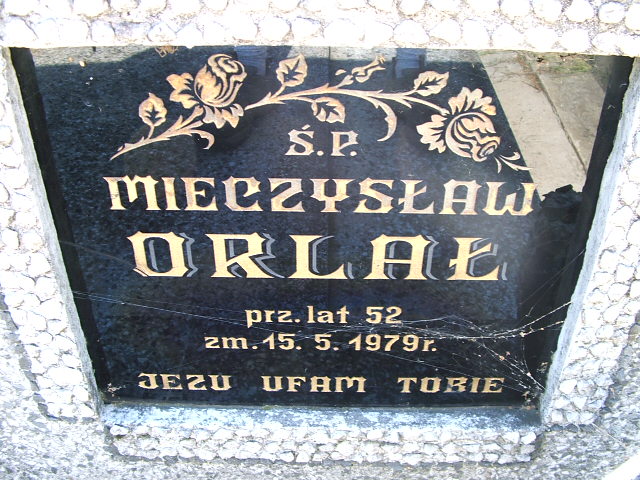 Ś.P.
MIECZYSŁAW
ORLAŁ
prz. lat 52
zm. 15. 5. 1979r.
JEZU UFAM TOBIE